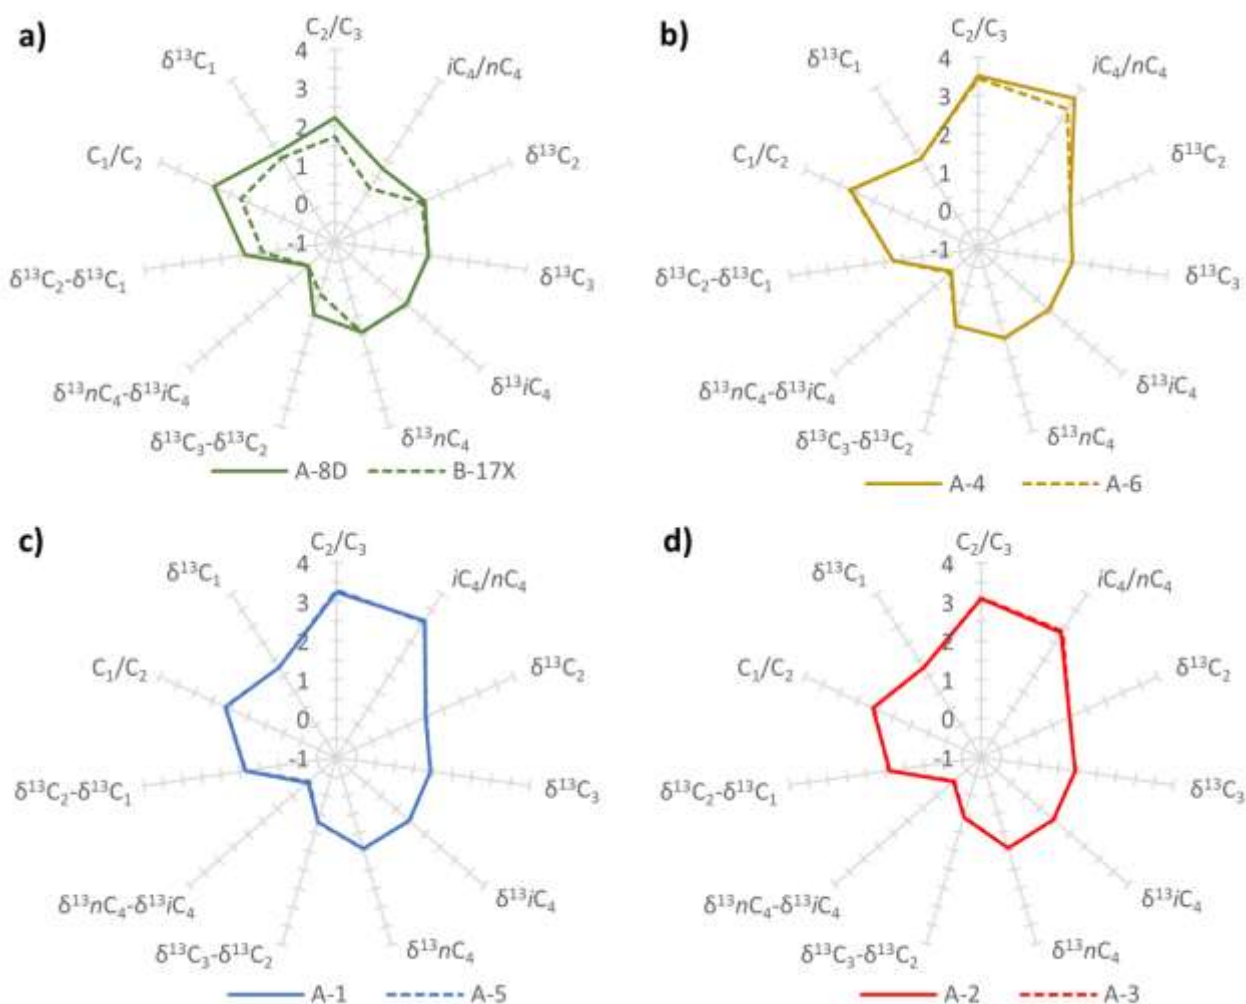 a)
C₂/C₃
iC₄/nC₄
δ¹³C₂
δ¹³C₃
δ¹³iC₄
δ¹³nC₄
δ¹³C₃-δ¹³C₂
δ¹³nC₄-δ¹³iC₄
δ¹³C₂-δ¹³C₁
C₁/C₂
δ¹³C₁
4
3
2
1
0
-1
A-8D B-17X
b)
C₂/C₃
iC₄/nC₄
δ¹³C₂
δ¹³C₃
δ¹³iC₄
δ¹³nC₄
δ¹³C₃-δ¹³C₂
δ¹³nC₄-δ¹³iC₄
δ¹³C₂-δ¹³C₁
C₁/C₂
δ¹³C₁
4
3
2
1
0
-1
A-4 A-6
c)
C₂/C₃
iC₄/nC₄
δ¹³C₂
δ¹³C₃
δ¹³iC₄
δ¹³nC₄
δ¹³C₃-δ¹³C₂
δ¹³nC₄-δ¹³iC₄
δ¹³C₂-δ¹³C₁
C₁/C₂
δ¹³C₁
4
3
2
1
0
-1
A-1 A-5
d)
C₂/C₃
iC₄/nC₄
δ¹³C₂
δ¹³C₃
δ¹³iC₄
δ¹³nC₄
δ¹³C₃-δ¹³C₂
δ¹³nC₄-δ¹³iC₄
δ¹³C₂-δ¹³C₁
C₁/C₂
δ¹³C₁
4
3
2
1
0
-1
A-2 A-3